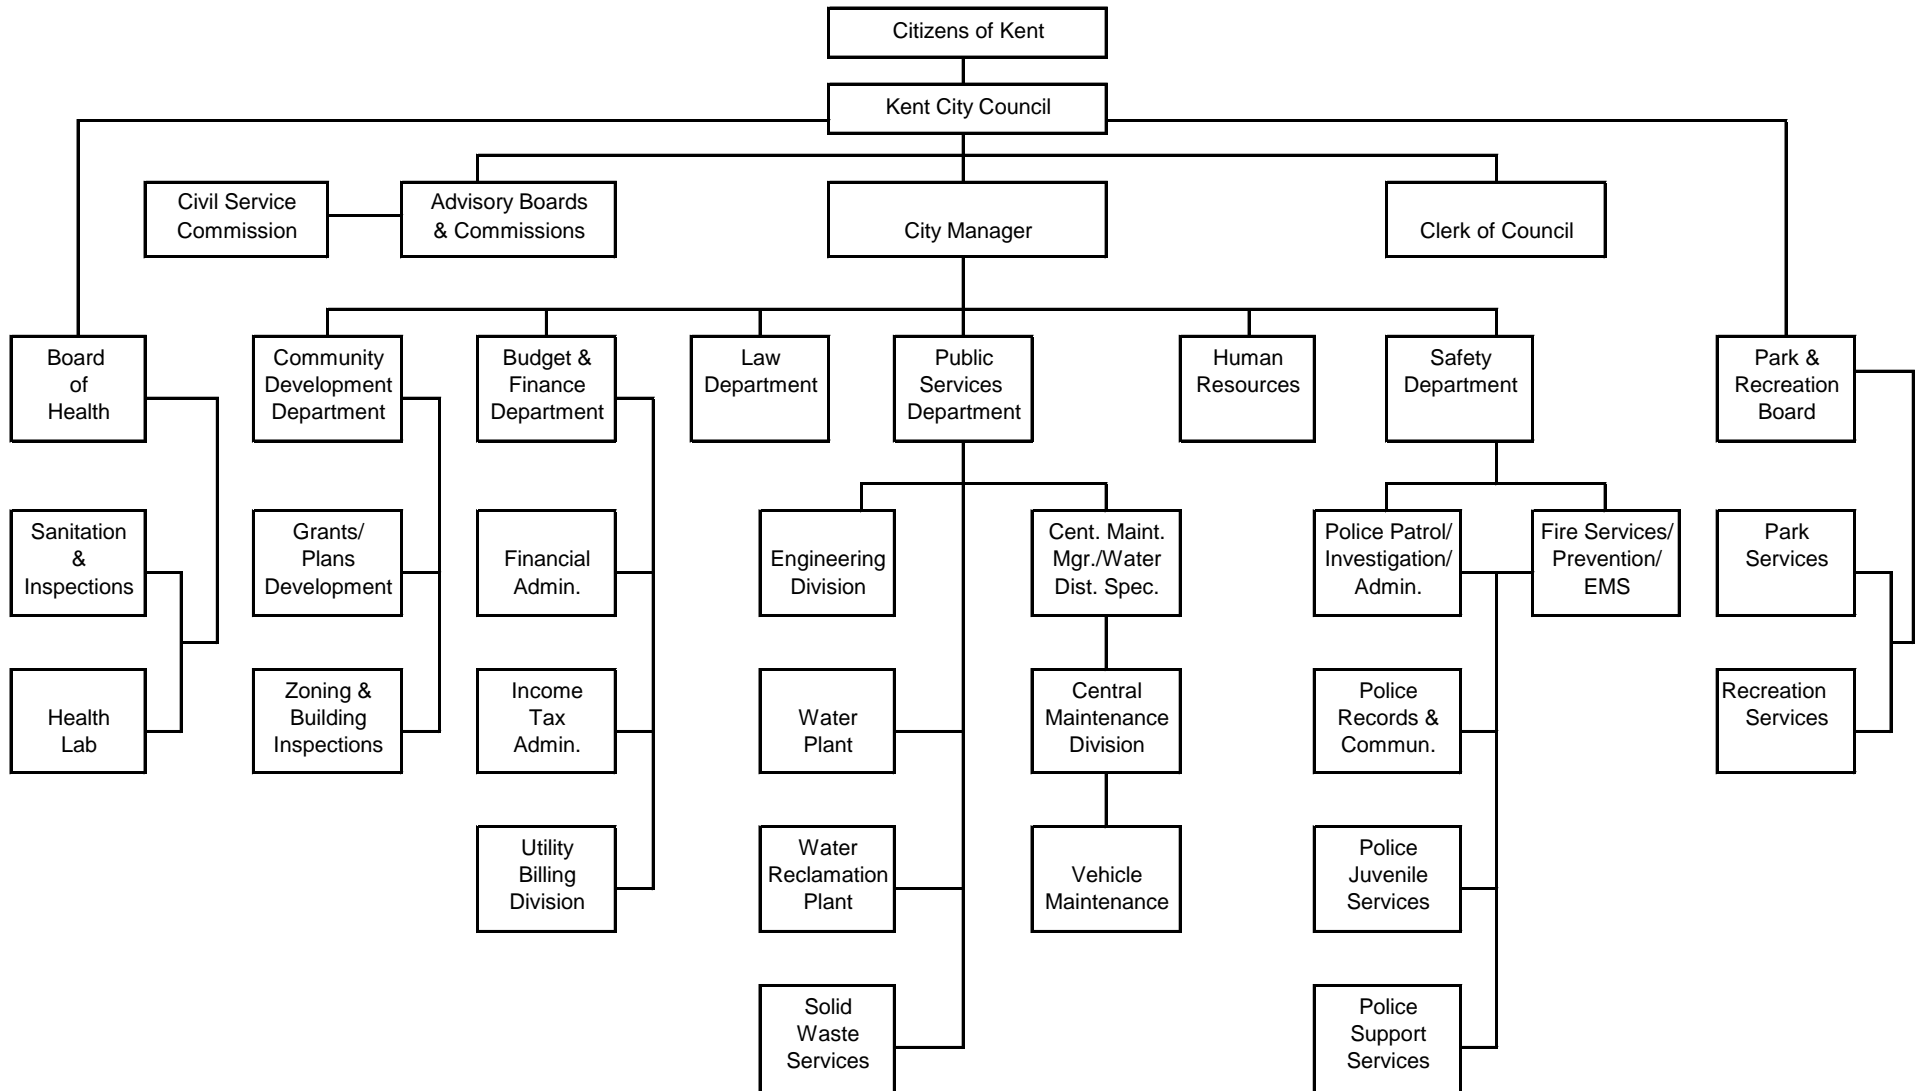 Citizens of Kent
Kent City Council
Civil Service
Commission
Advisory Boards
& Commissions
City Manager
Clerk of Council
Board
of
Health
Community
Development
Department
Budget &
Finance
Department
Law
Department
Public
Services
Department
Human
Resources
Safety
Department
Park &
Recreation
Board
Sanitation
&
Inspections
Grants/
Plans
Development
Financial
Admin.
Engineering
Division
Cent. Maint.
Mgr./Water
Dist. Spec.
Police Patrol/
Investigation/
Admin.
Fire Services/
Prevention/
EMS
Park
Services
Health
Lab
Zoning &
Building
Inspections
Income
Tax
Admin.
Water
Plant
Central
Maintenance
Division
Police
Records &
Commun.
Recreation
Services
Utility
Billing
Division
Water
Reclamation
Plant
Vehicle
Maintenance
Police
Juvenile
Services
Solid
Waste
Services
Police
Support
Services